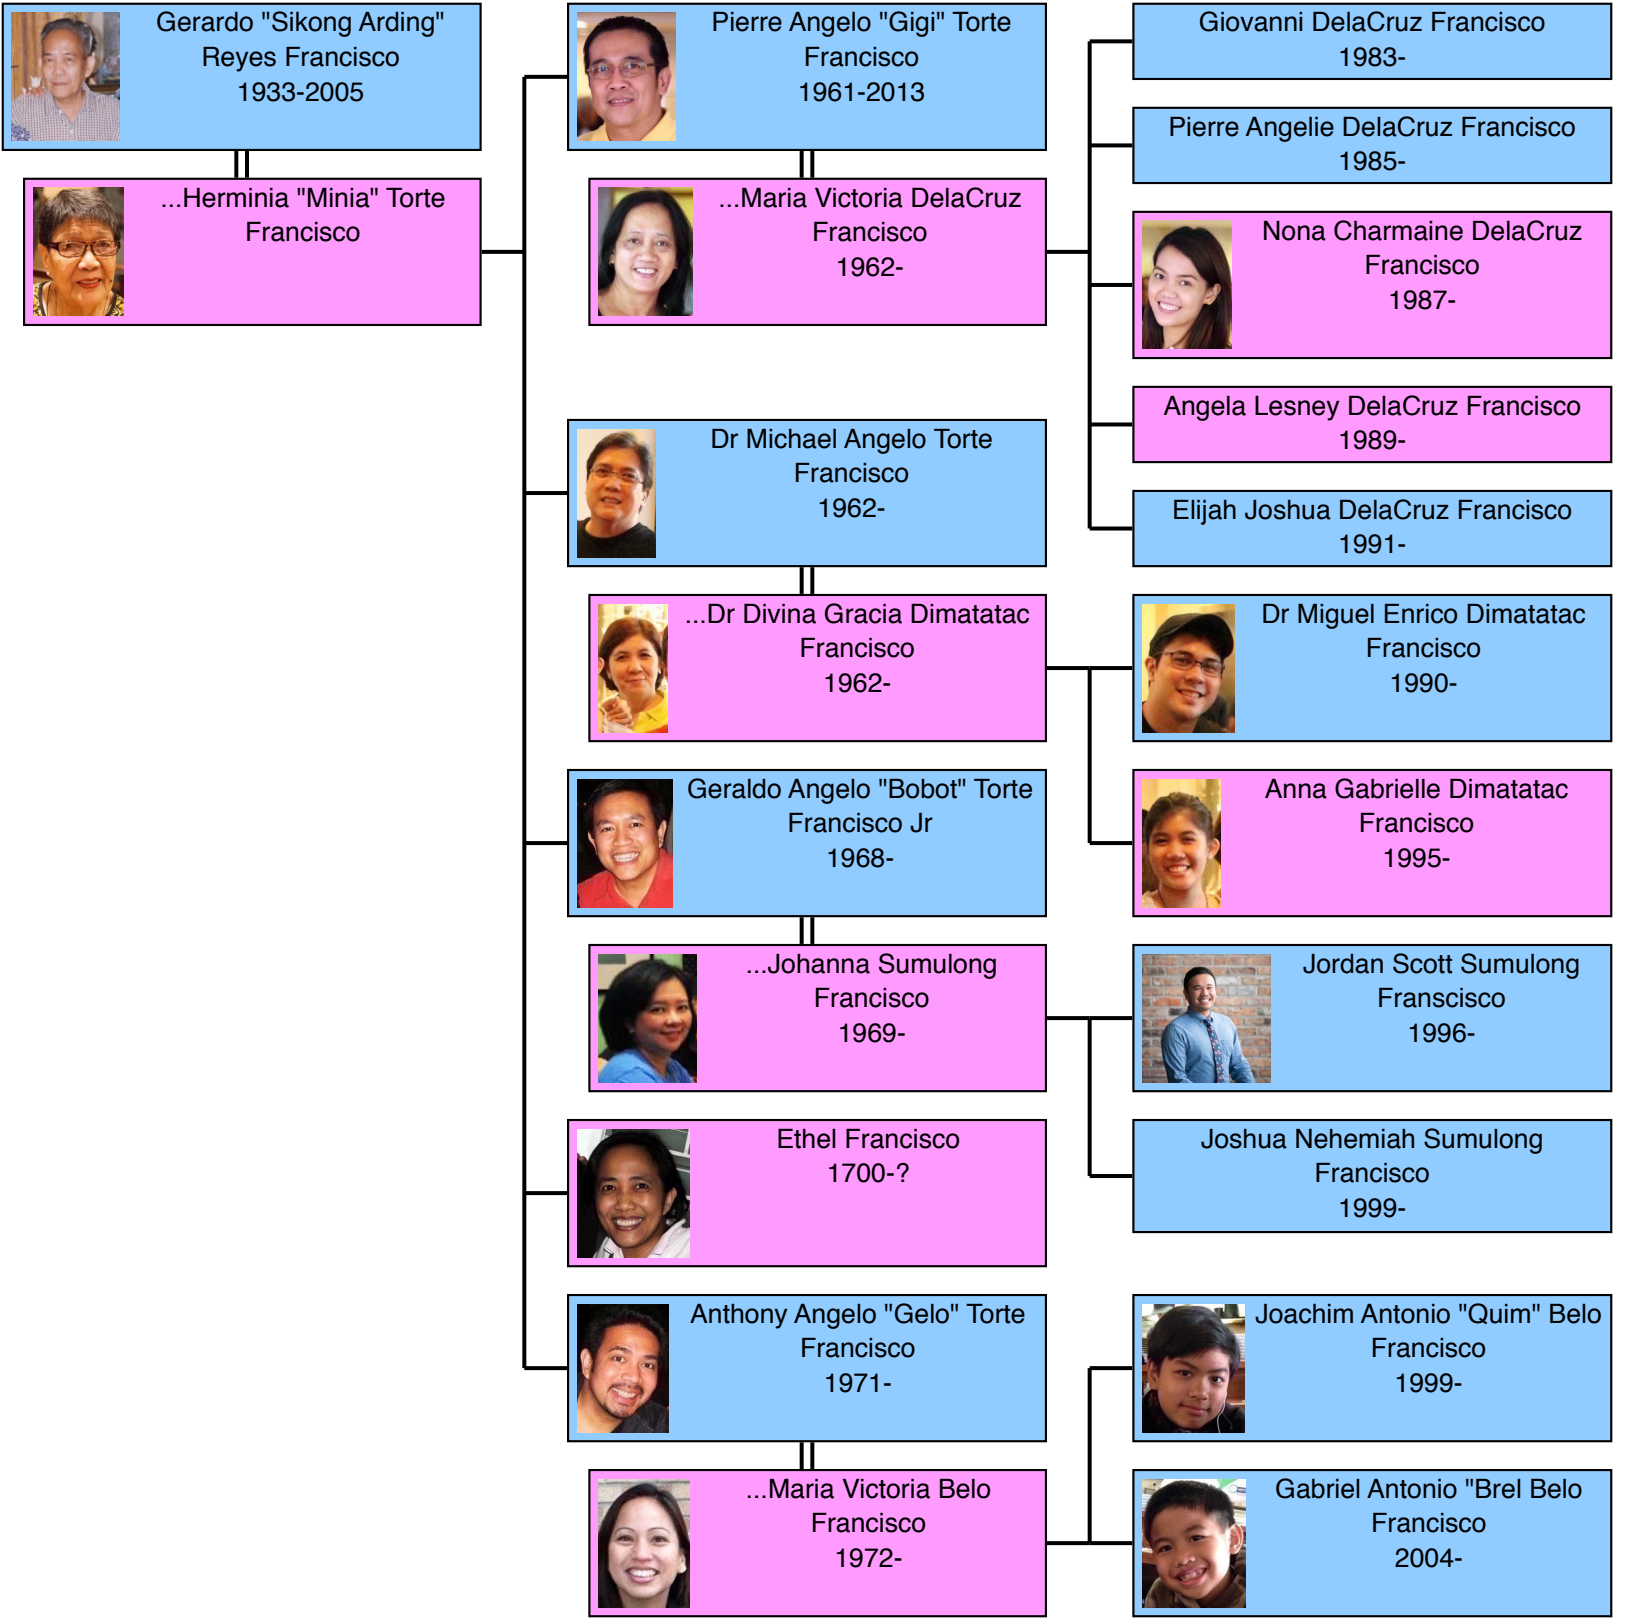 Gerardo "Sikong Arding"
Reyes Francisco
1933-2005
...Herminia "Minia" Torte
Francisco
Pierre Angelo "Gigi" Torte
Francisco
1961-2013
...Maria Victoria DelaCruz
Francisco
1962-
Giovanni DelaCruz Francisco
1983-
Pierre Angelie DelaCruz Francisco
1985-
Nona Charmaine DelaCruz
Francisco
1987-
Angela Lesney DelaCruz Francisco
1989-
Elijah Joshua DelaCruz Francisco
1991-
Dr Michael Angelo Torte
Francisco
1962-
...Dr Divina Gracia Dimatatac
Francisco
1962-
Dr Miguel Enrico Dimatatac
Francisco
1990-
Anna Gabrielle Dimatatac
Francisco
1995-
Geraldo Angelo "Bobot" Torte
Francisco Jr
1968-
...Johanna Sumulong
Francisco
1969-
Jordan Scott Sumulong
Franscisco
1996-
Joshua Nehemiah Sumulong
Francisco
1999-
Ethel Francisco
1700-?
Anthony Angelo "Gelo" Torte
Francisco
1971-
...Maria Victoria Belo
Francisco
1972-
Joachim Antonio "Quim" Belo
Francisco
1999-
Gabriel Antonio "Brel Belo
Francisco
2004-